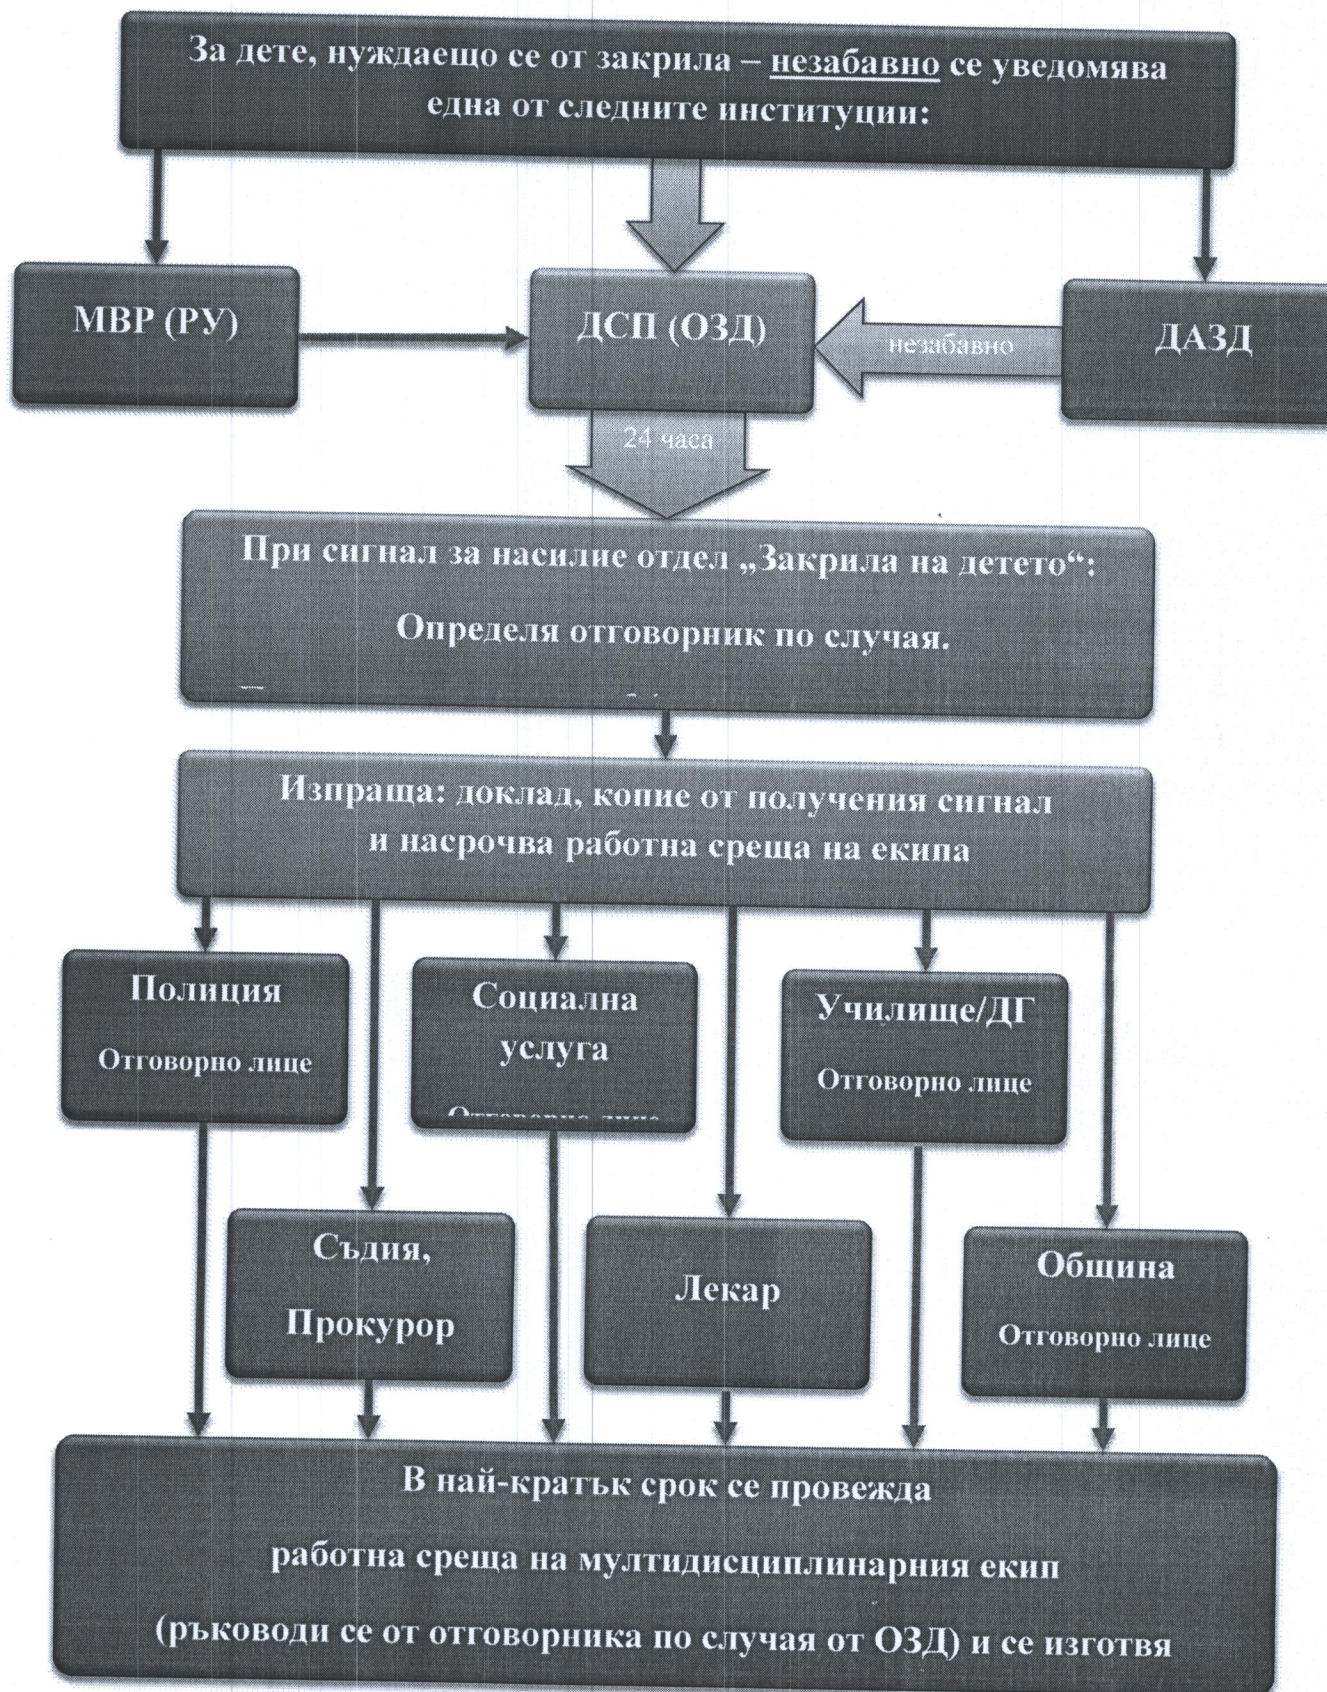 За дете, нуждаещо се от закрила – незабавно се уведомява
една от следните институции:
МВР (РУ)
ДСП (ОЗД)
незабавно
ДАЗД
24 часа
При сигнал за насилие отдел „Закрила на детето“:
Определя отговорник по случая.
Изпраща: доклад, копие от получения сигнал
и насрочва работна среща на екипа
Полиция
Отговорно лице
Социална
услуга
Отговорно лице
Училище/ДГ
Отговорно лице
Съдия,
Прокурор
Лекар
Община
Отговорно лице
В най-кратък срок се провежда
работна среща на мултидисциплинарния екип
(ръководи се от отговорника по случая от ОЗД) и се изготвя